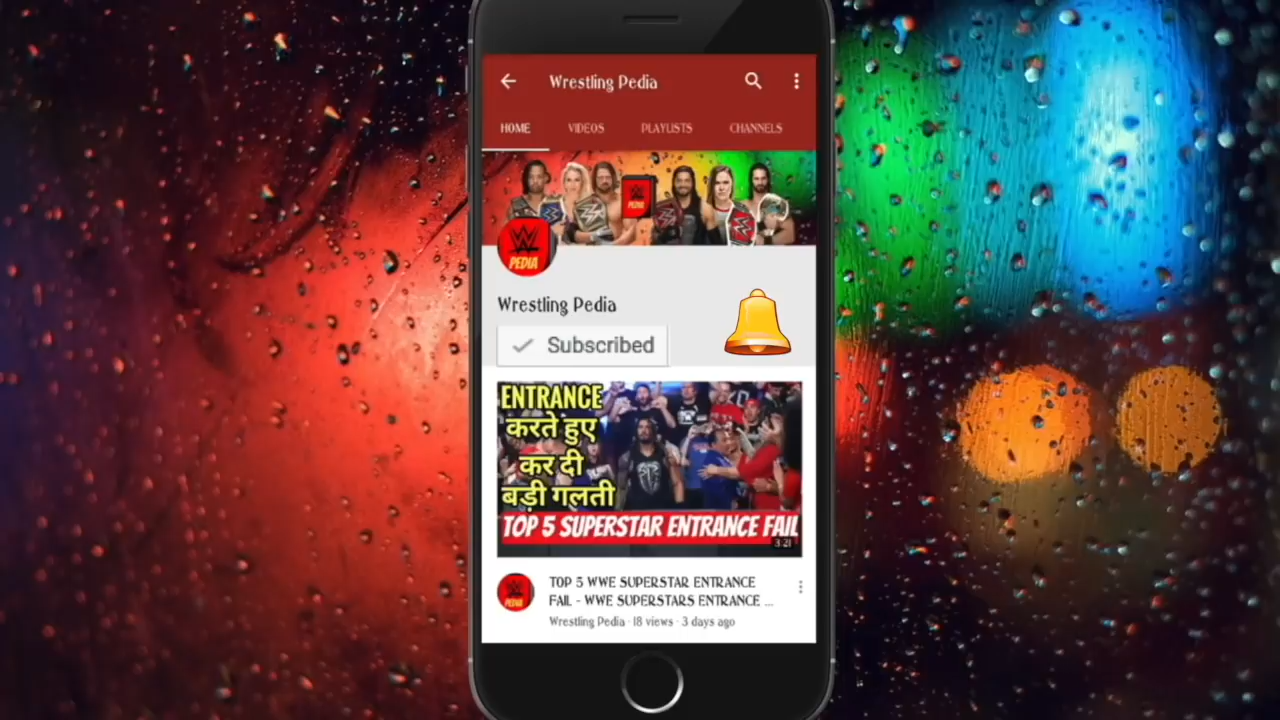 Wrestling Pedia
HOME VIDEOS PLAYLISTS CHANNELS
PEDIA
PEDIA
Wrestling Pedia
Subscribed
ENTRANCE
करते हुए
कर दी
बड़ी गलती
TOP 5 SUPERSTAR ENTRANCE FAIL
3:21
TOP 5 WWE SUPERSTAR ENTRANCE
FAIL - WWE SUPERSTARS ENTRANCE ...
PEDIA
Wrestling Pedia · 18 views · 3 days ago